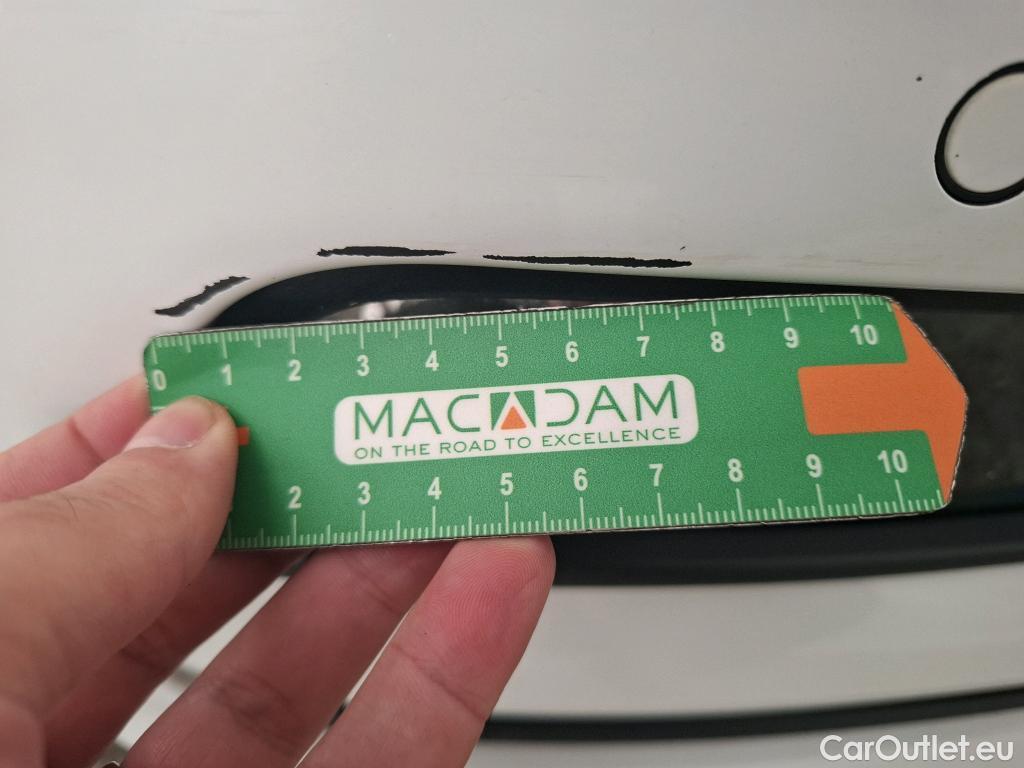 0 1 2 3 4 5 6 7 8 9 10
MACADAM
ON THE ROAD TO EXCELLENCE
2 3 4 5 6 7 8 9 10
CarOutlet.eu